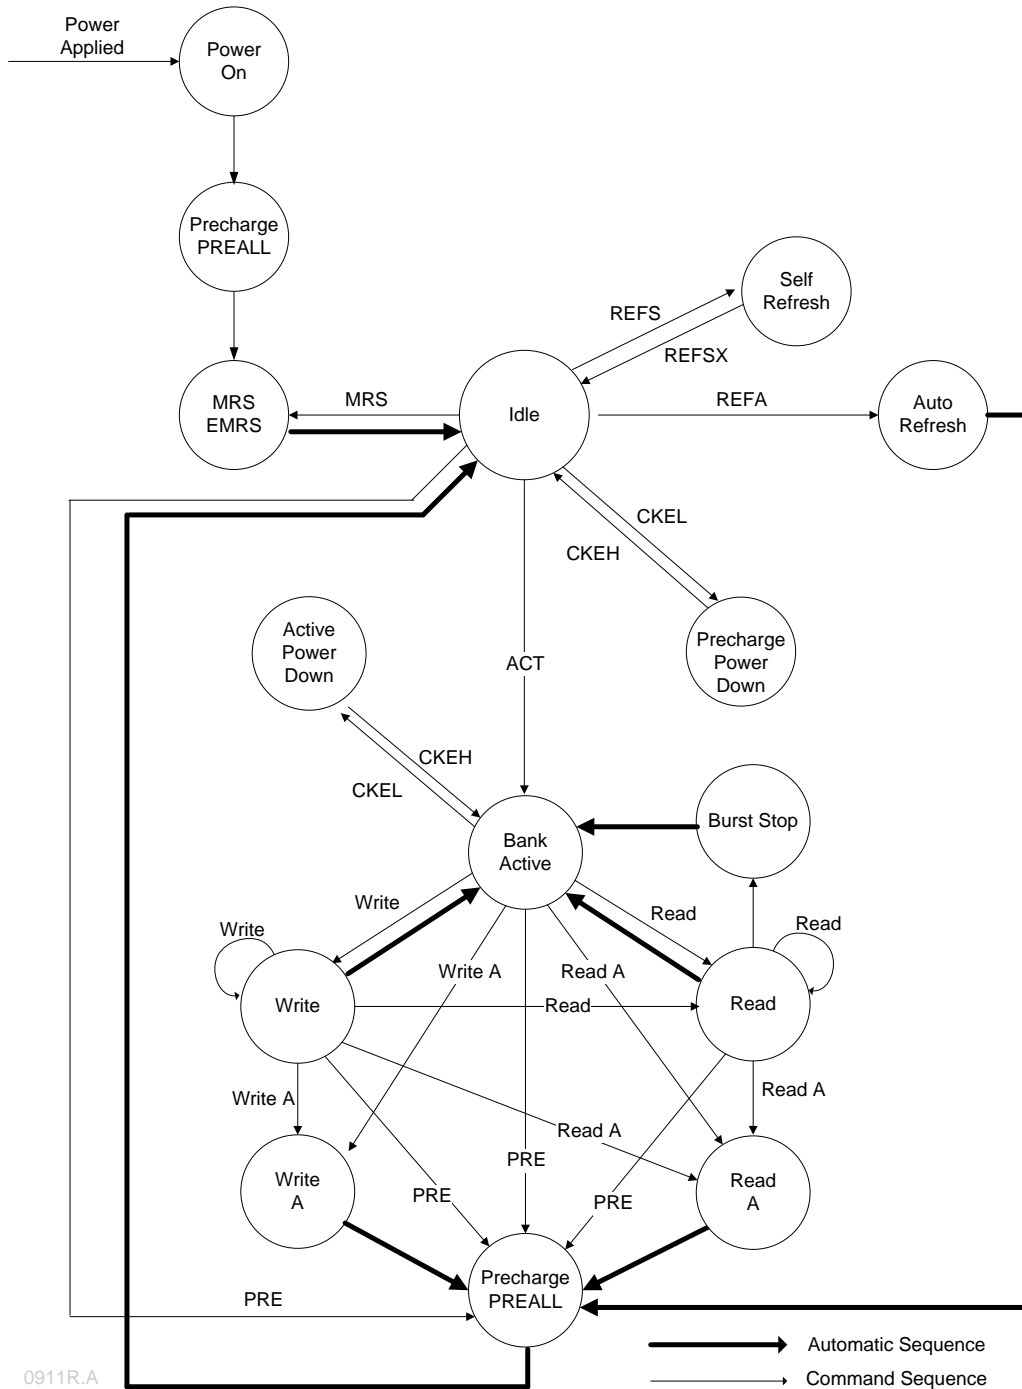 Power
Applied
Power
On
Precharge
PREALL
Self
Refresh
REFS
REFSX
MRS
EMRS
MRS
Idle
REFA
Auto
Refresh
CKEL
CKEH
Active
Power
Down
ACT
Precharge
Power
Down
CKEH
CKEL
Burst Stop
Bank
Active
Write
Read
Write
Read
Write A
Read A
Write
Read
Read
Write A
Read A
Read A
PRE
Write
A
PRE
PRE
Read
A
Precharge
PREALL
PRE
Automatic Sequence
Command Sequence
0911R.A